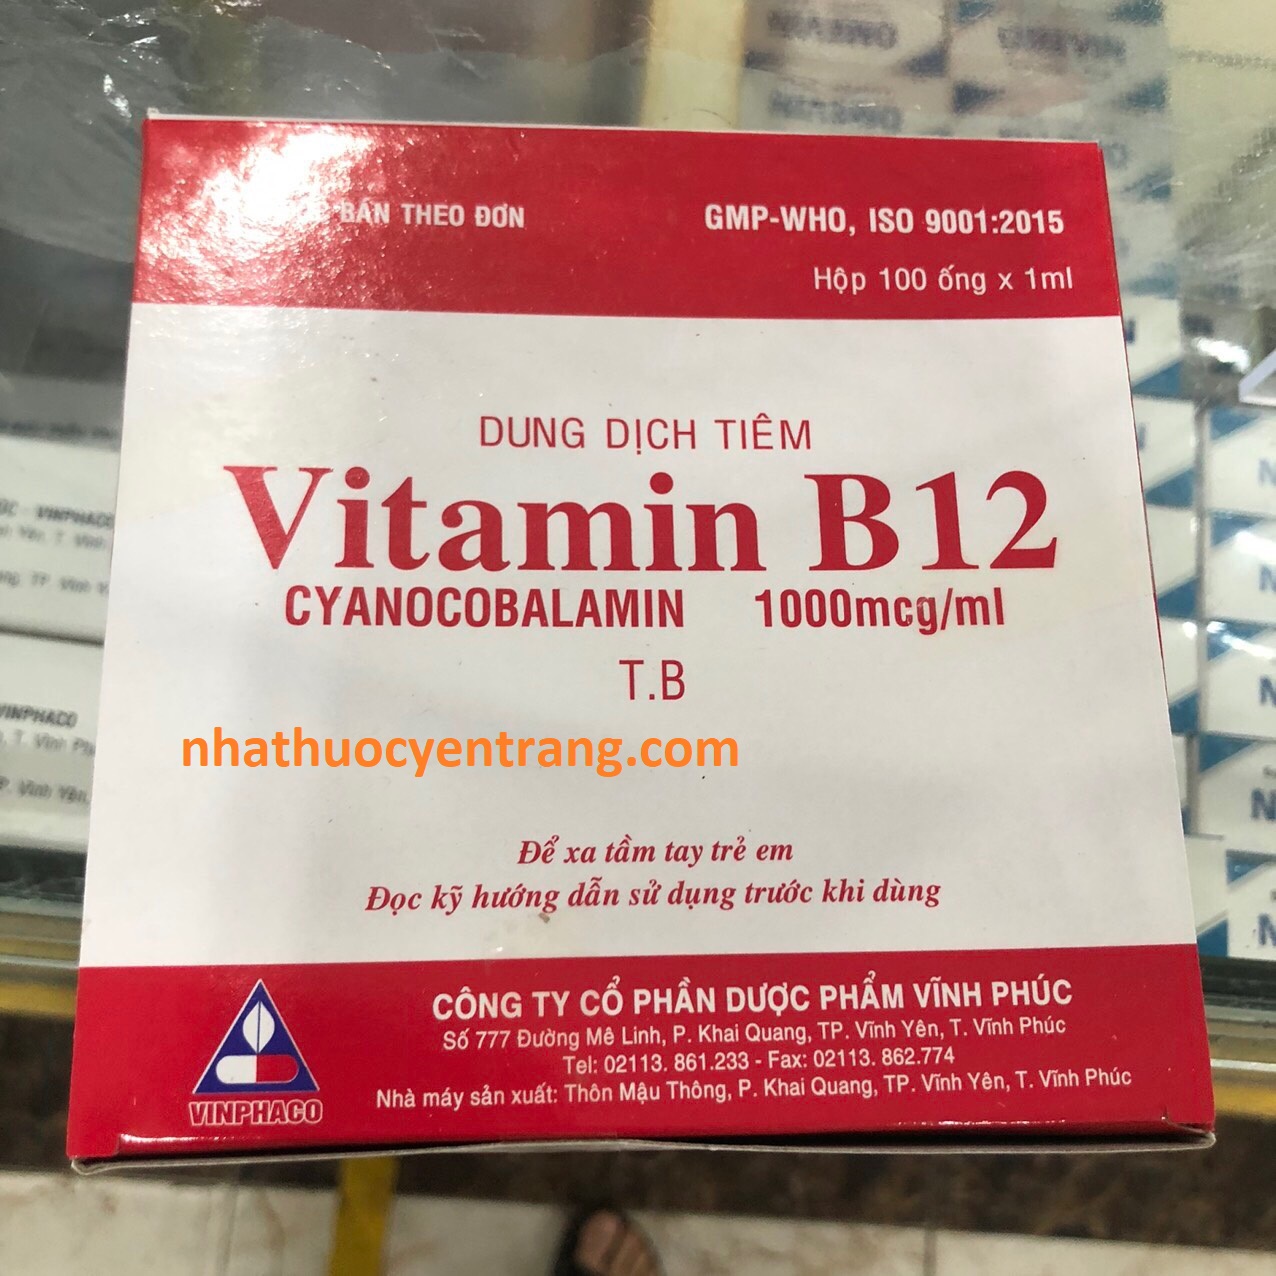 BÁN THEO ĐƠN
GMP-WHO, ISO 9001:2015
Hộp 100 ống x 1ml
DUNG DỊCH TIÊM
Vitamin B12
CYANOCOBALAMIN 1000mcg/ml
T.B
nhathuocyentrang.com
Để xa tầm tay trẻ em
Đọc kỹ hướng dẫn sử dụng trước khi dùng
CÔNG TY CỔ PHẦN DƯỢC PHẨM VĨNH PHÚC
Số 777 Đường Mê Linh, P. Khai Quang, TP. Vĩnh Yên, T. Vĩnh Phúc
Tel: 02113. 861.233 - Fax: 02113. 862.774
Nhà máy sản xuất: Thôn Mậu Thông, P. Khai Quang, TP. Vĩnh Yên, T. Vĩnh Phúc
VINPHACO
VINPHACO
VINPHACO